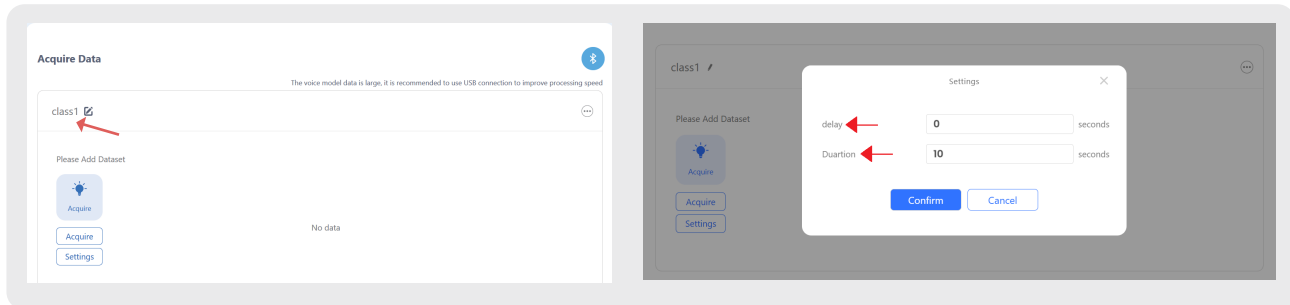 Acquire Data
The voice model data is large, it is recommended to use USB connection to improve processing speed
class1
Please Add Dataset
Acquire
Acquire
Settings
No data
class1
Please Add Dataset
Acquire
Acquire
Settings
Settings
delay 0 seconds
Duartion 10 seconds
Confirm Cancel